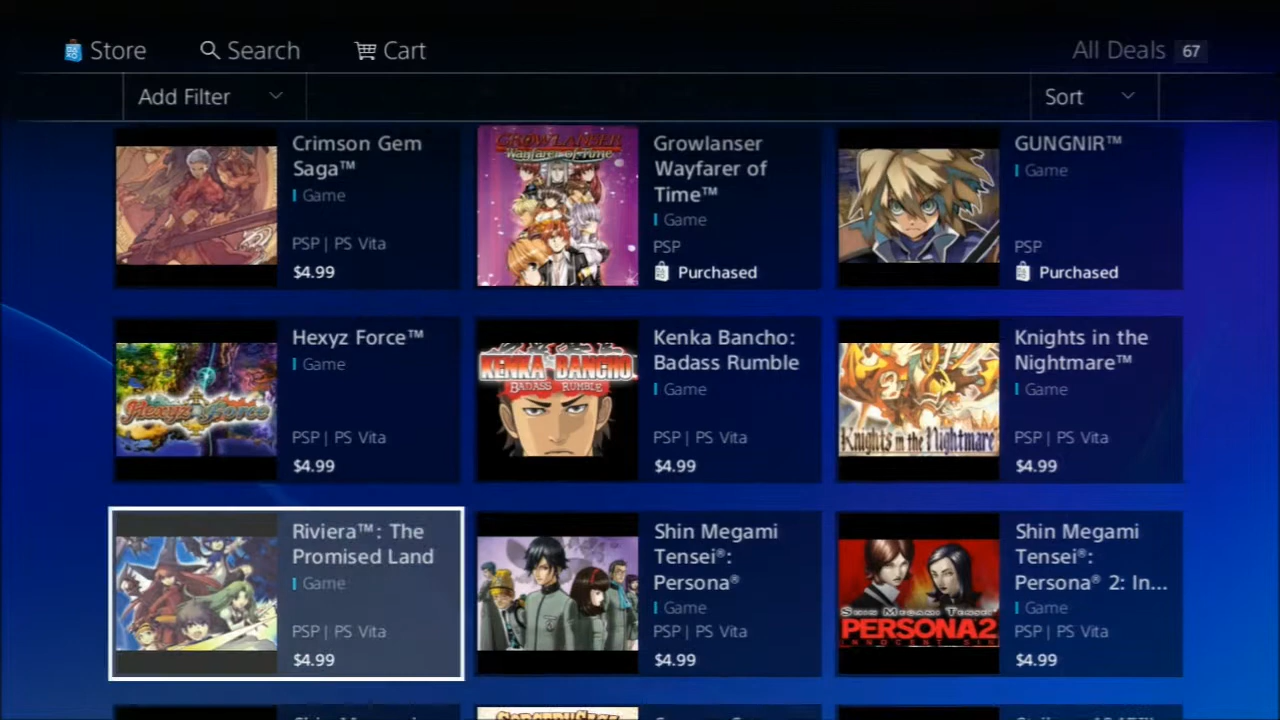 Store
Search
Cart
All Deals 67
Add Filter
Sort
Crimson Gem
Saga™
Game
PSP | PS Vita
$4.99
GROWLANSER
Wayfarer of Time
Growlanser
Wayfarer of
Time™
Game
PSP
Purchased
GUNGNIR™
Game
PSP
Purchased
Hexyz Force
Hexyz Force™
Game
PSP | PS Vita
$4.99
KENKA BANCHO
BADASS RUMBLE
Kenka Bancho:
Badass Rumble
Game
PSP | PS Vita
$4.99
Knights in the Nightmare
Knights in the
Nightmare™
Game
PSP | PS Vita
$4.99
Riviera™: The
Promised Land
Game
PSP | PS Vita
$4.99
Shin Megami
Tensei®:
Persona®
Game
PSP | PS Vita
$4.99
SHIN MEGAMI TENSEI
PERSONA2
INNOCENT SIN
Shin Megami
Tensei®:
Persona® 2: In...
Game
PSP | PS Vita
$4.99